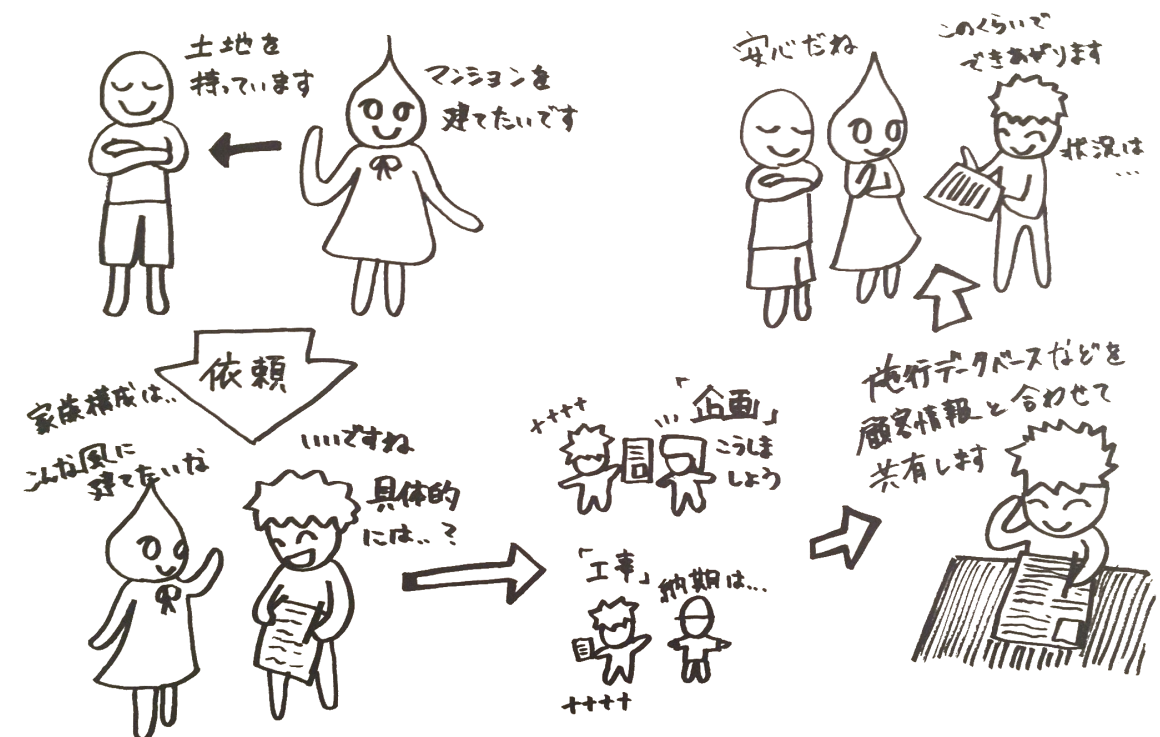 土地を
持っています
マンションを
建てたいです
依頼
家族構成は..
こんな風に
建てたいな
いいですね
具体的
には..?
「企画」
こうしま
しょう
「工事」
納期は...
施行データベースなどを
顧客情報と合わせて
共有します
安心だね
このくらいで
できあがります
状況は
...